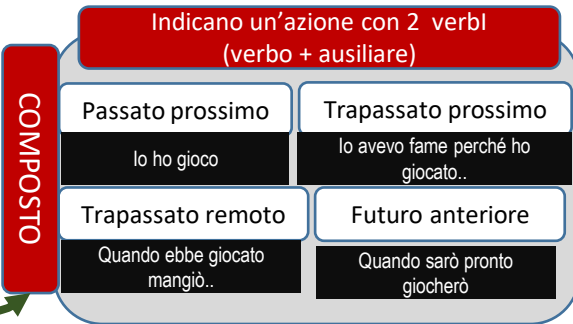 Indicano un’azione con 2 verbI
(verbo + ausiliare)
COMPOSTO
Passato prossimo
Io ho gioco
Trapassato prossimo
Io avevo fame perché ho
giocato..
Trapassato remoto
Quando ebbe giocato
mangiò..
Futuro anteriore
Quando sarò pronto
giocherò